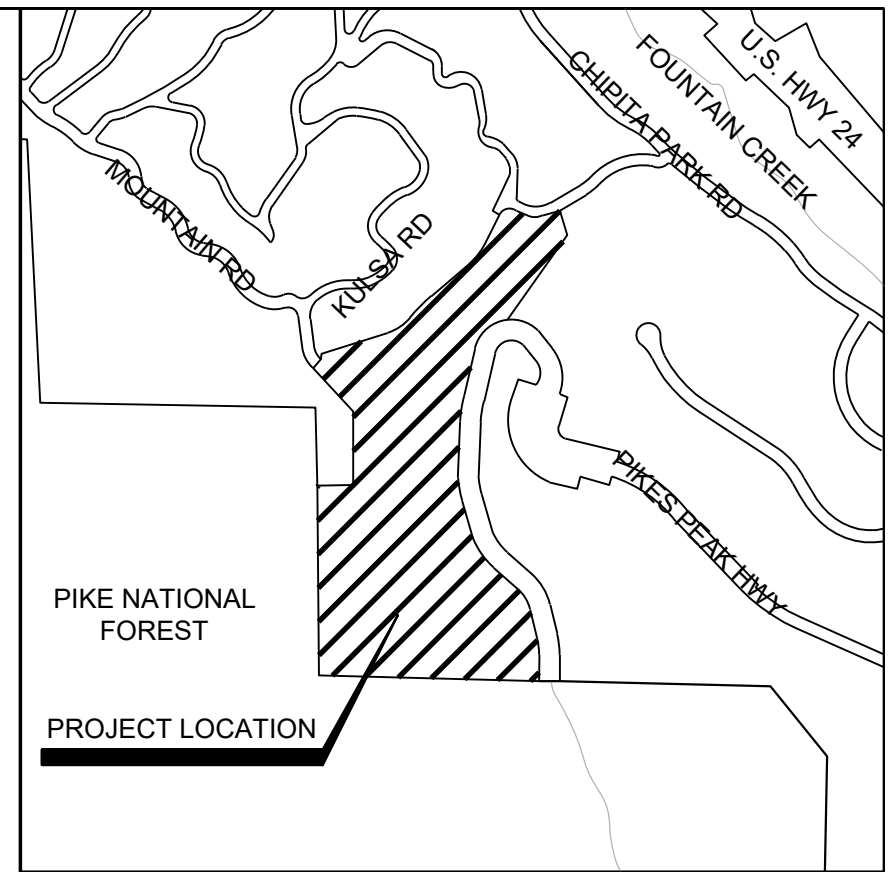 U.S. HWY 24
FOUNTAIN CREEK
CHIPITA PARK RD
MOUNTAIN RD
KULSA RD
PIKES PEAK HWY
PIKE NATIONAL
FOREST
PROJECT LOCATION